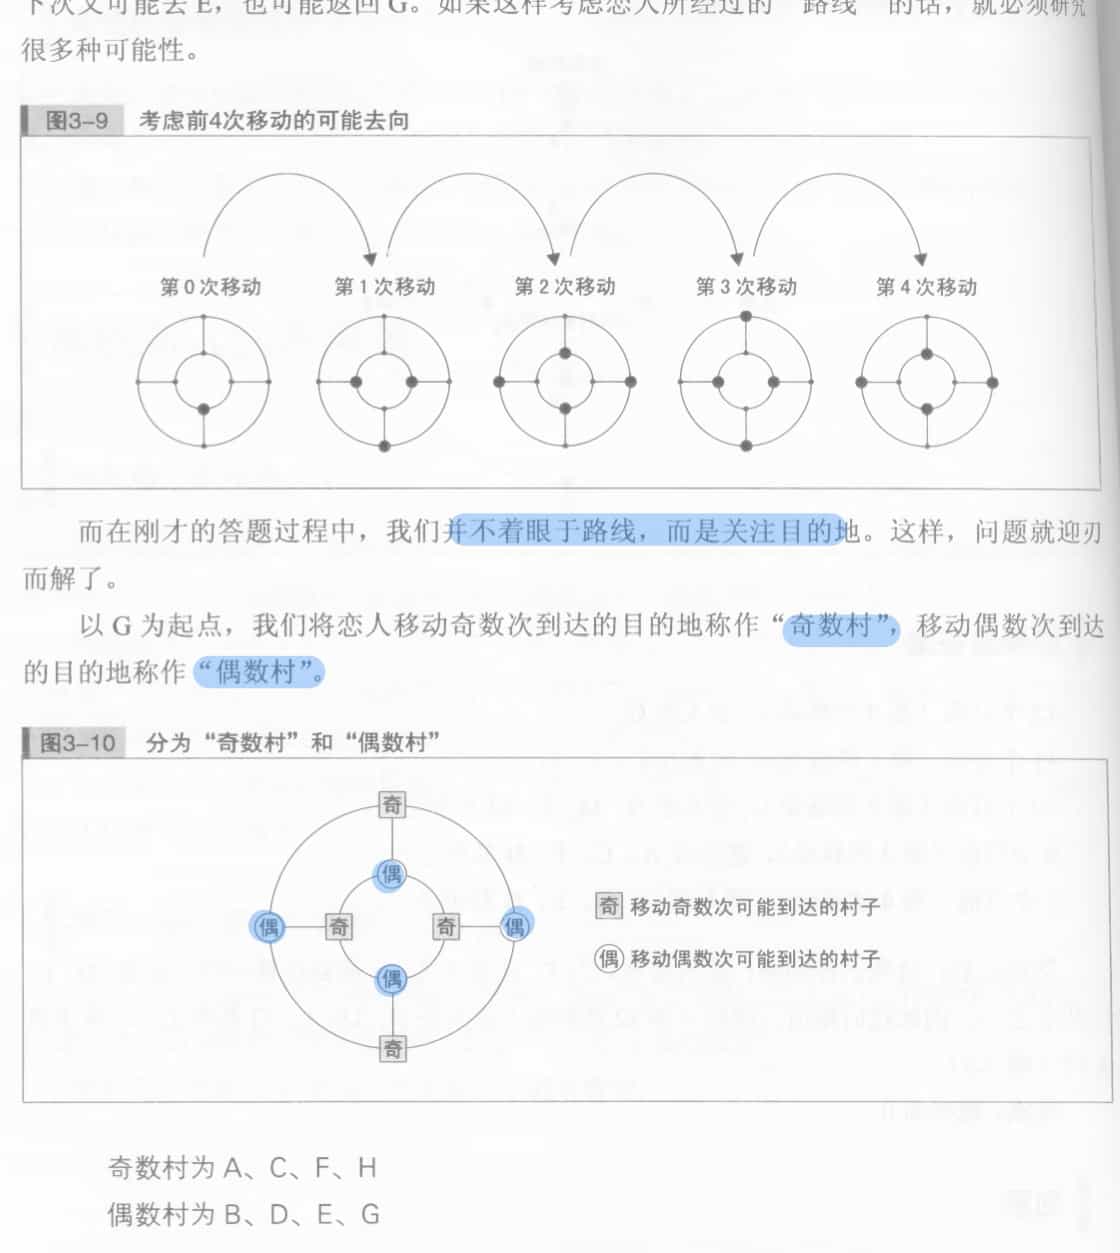 下次又可能去 E，也可能返回 G。如果这样考虑恋人所经过的“路线”的话，就必须研究
很多种可能性。
图3-9 考虑前4次移动的可能去向
第 0 次移动 第 1 次移动 第 2 次移动 第 3 次移动 第 4 次移动
而在刚才的答题过程中，我们并不着眼于路线，而是关注目的地。这样，问题就迎刃
而解了。
以 G 为起点，我们将恋人移动奇数次到达的目的地称作“奇数村”，移动偶数次到达
的目的地称作“偶数村”。
图3-10 分为“奇数村”和“偶数村”
奇
偶
偶 奇 奇 偶
偶
奇
奇 移动奇数次可能到达的村子
偶 移动偶数次可能到达的村子
奇数村为 A、C、F、H
偶数村为 B、D、E、G